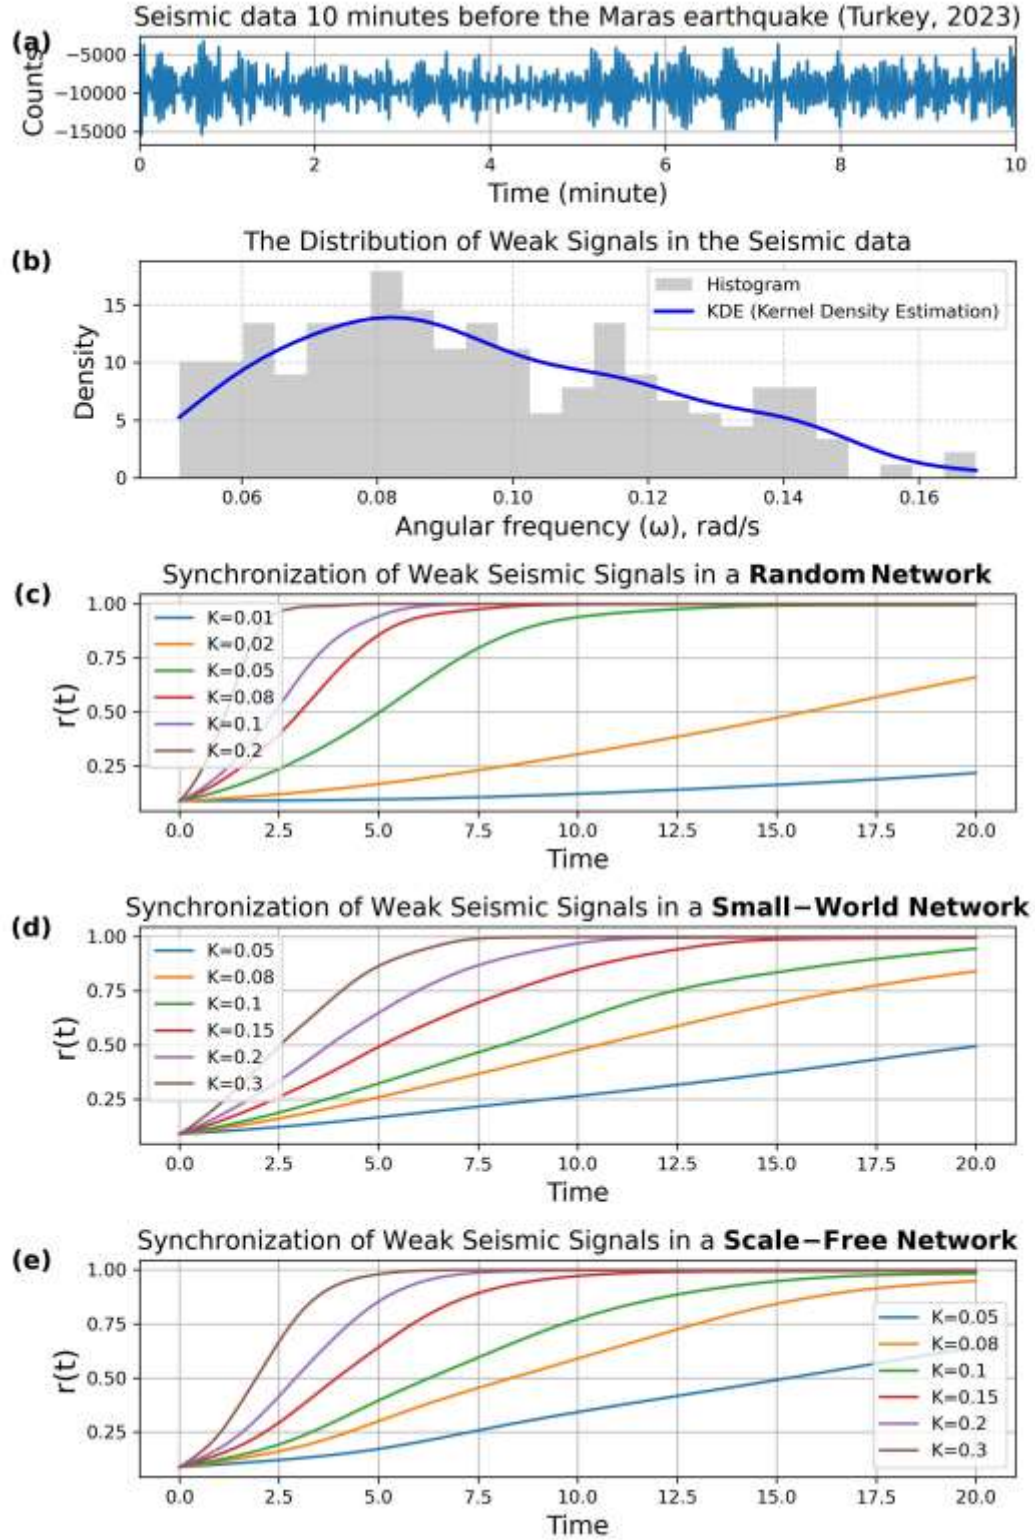 Seismic data 10 minutes before the Maras earthquake (Turkey, 2023)
(a)
Counts
−5000
−10000
−15000
0 2 4 6 8 10
Time (minute)
The Distribution of Weak Signals in the Seismic data
(b)
Histogram
KDE (Kernel Density Estimation)
Density
15
10
5
0
0.06 0.08 0.10 0.12 0.14 0.16
Angular frequency (ω), rad/s
Synchronization of Weak Seismic Signals in a Random Network
(c)
K=0.01
K=0.02
K=0.05
K=0.08
K=0.1
K=0.2
r(t)
1.00
0.75
0.50
0.25
0.0 2.5 5.0 7.5 10.0 12.5 15.0 17.5 20.0
Time
Synchronization of Weak Seismic Signals in a Small−World Network
(d)
K=0.05
K=0.08
K=0.1
K=0.15
K=0.2
K=0.3
r(t)
1.00
0.75
0.50
0.25
0.0 2.5 5.0 7.5 10.0 12.5 15.0 17.5 20.0
Time
Synchronization of Weak Seismic Signals in a Scale−Free Network
(e)
r(t)
1.00
0.75
0.50
0.25
K=0.05
K=0.08
K=0.1
K=0.15
K=0.2
K=0.3
0.0 2.5 5.0 7.5 10.0 12.5 15.0 17.5 20.0
Time